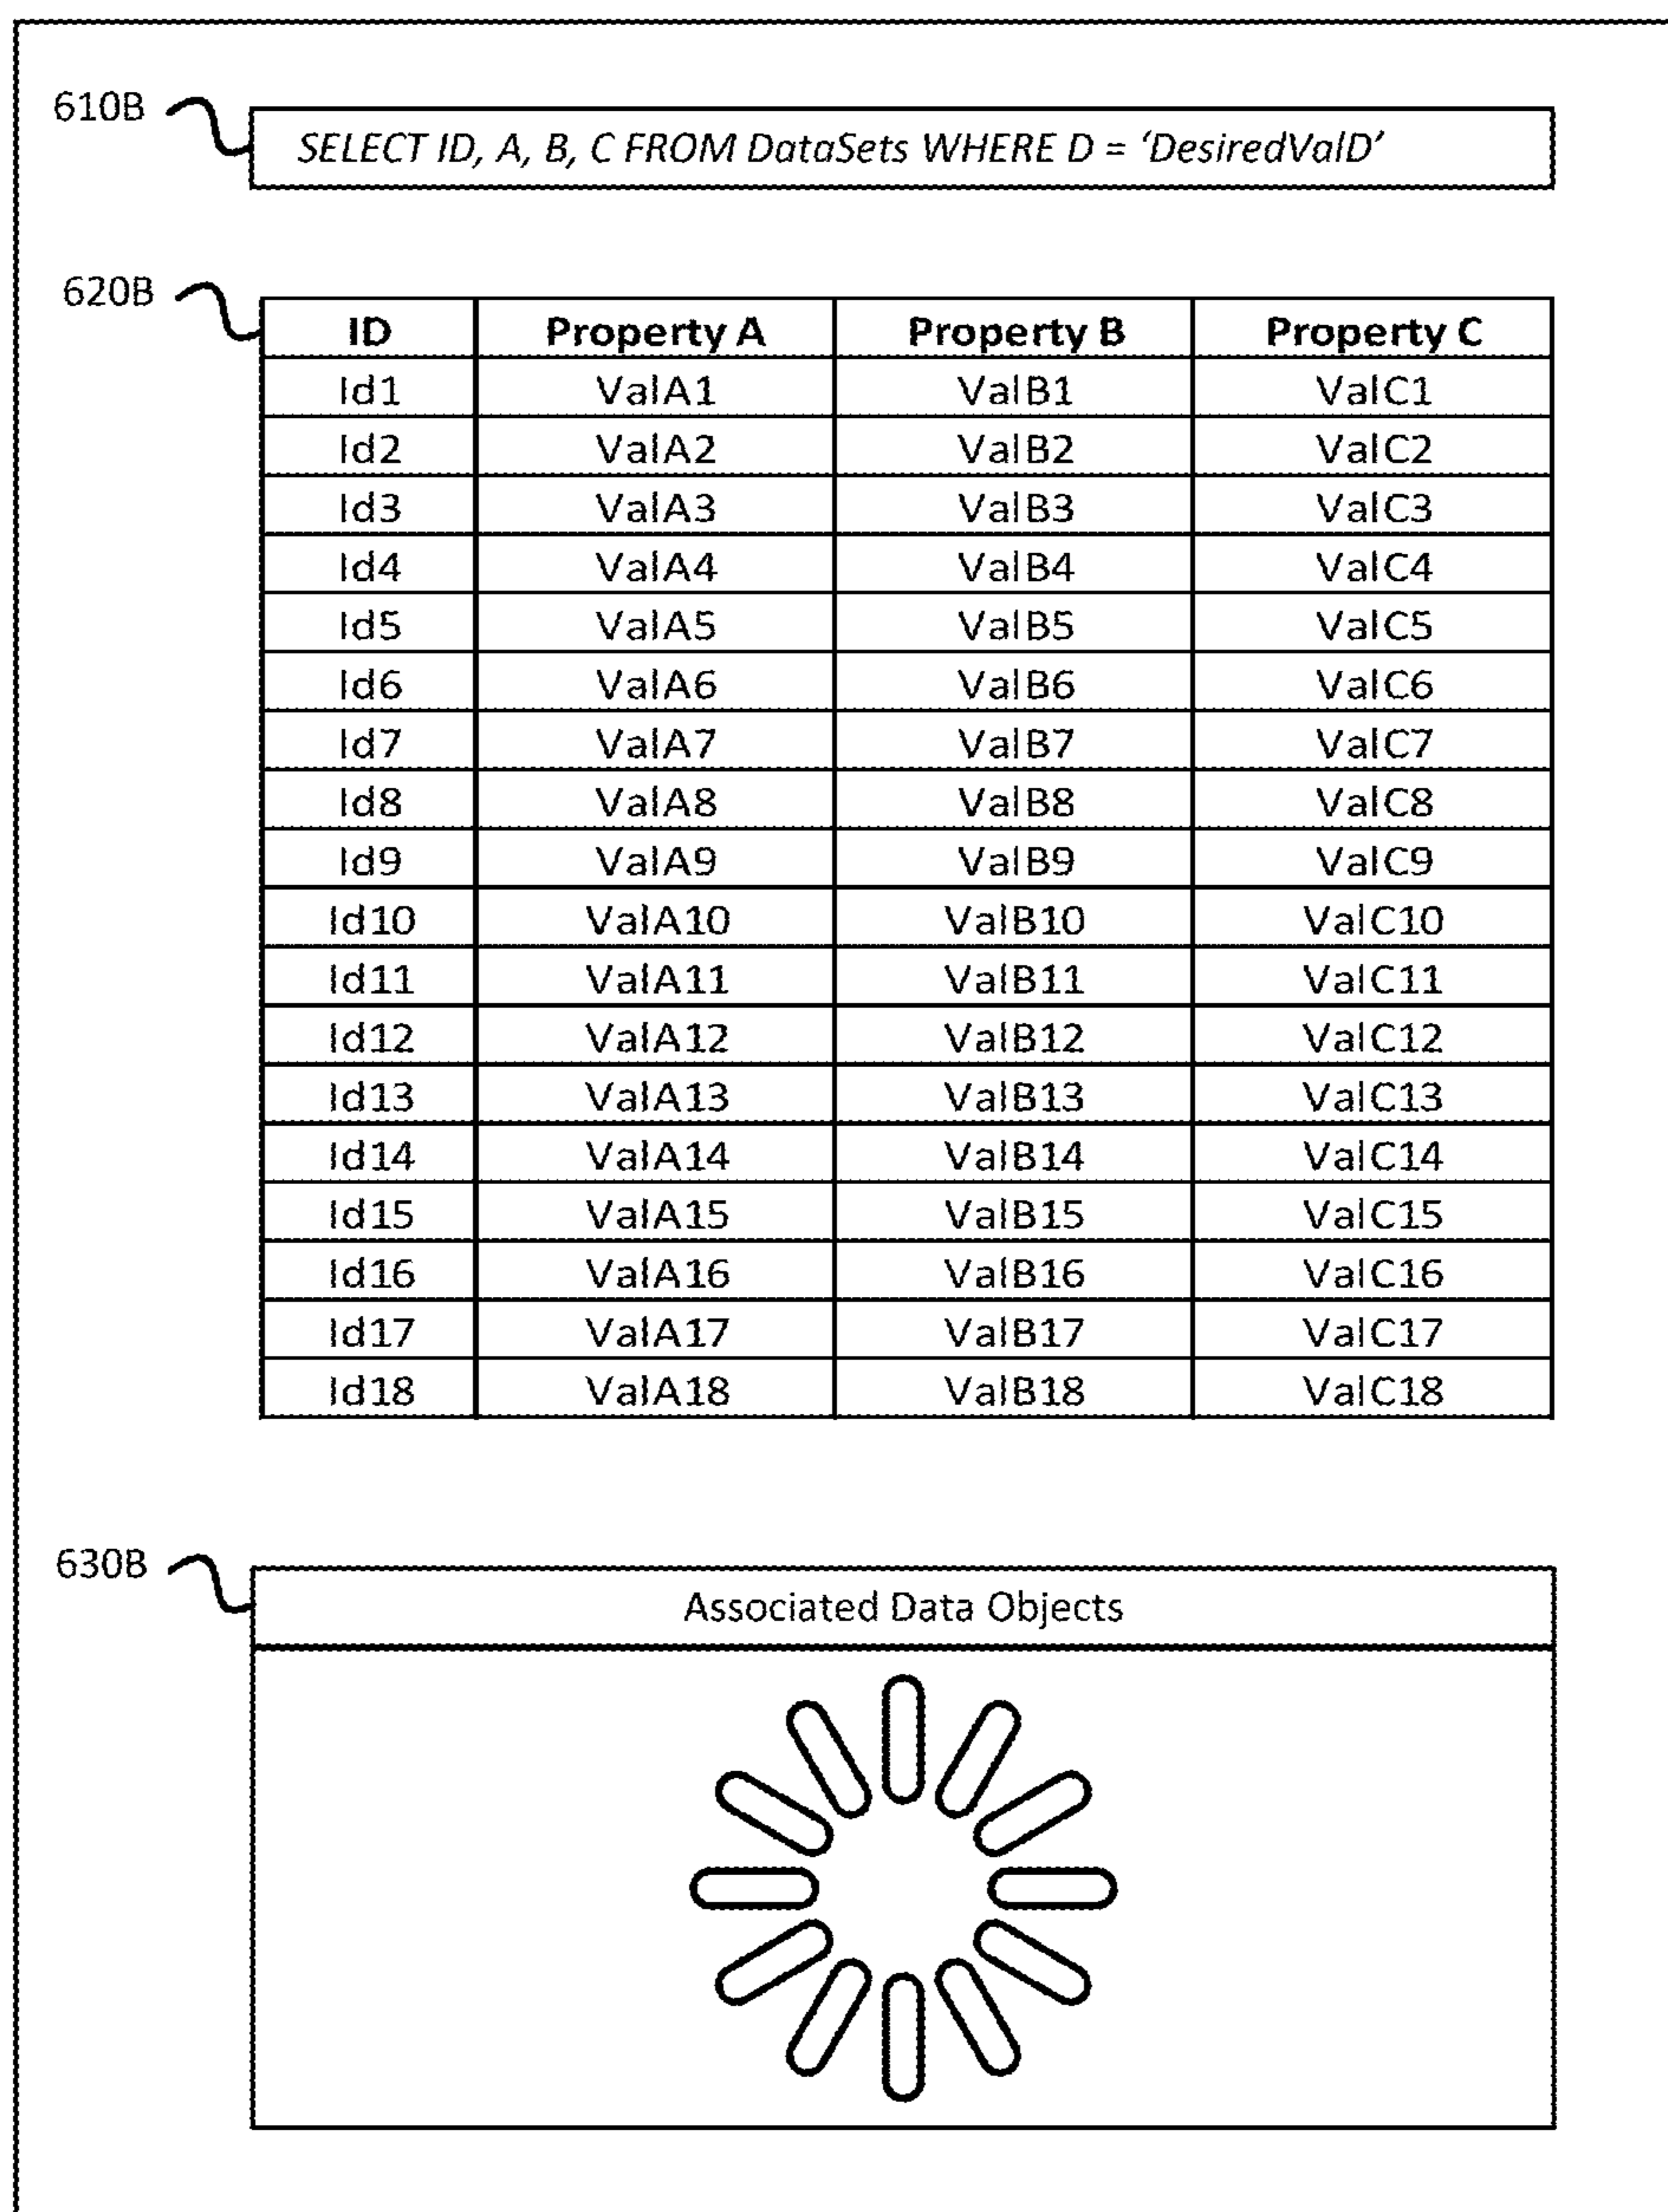 610B
SELECT ID, A, B, C FROM DataSets WHERE D = ‘DesiredValD’
620B
ID Property A Property B Property C
Id1 ValA1 ValB1 ValC1
Id2 ValA2 ValB2 ValC2
Id3 ValA3 ValB3 ValC3
Id4 ValA4 ValB4 ValC4
Id5 ValA5 ValB5 ValC5
Id6 ValA6 ValB6 ValC6
Id7 ValA7 ValB7 ValC7
Id8 ValA8 ValB8 ValC8
Id9 ValA9 ValB9 ValC9
Id10 ValA10 ValB10 ValC10
Id11 ValA11 ValB11 ValC11
Id12 ValA12 ValB12 ValC12
Id13 ValA13 ValB13 ValC13
Id14 ValA14 ValB14 ValC14
Id15 ValA15 ValB15 ValC15
Id16 ValA16 ValB16 ValC16
Id17 ValA17 ValB17 ValC17
Id18 ValA18 ValB18 ValC18
630B
Associated Data Objects